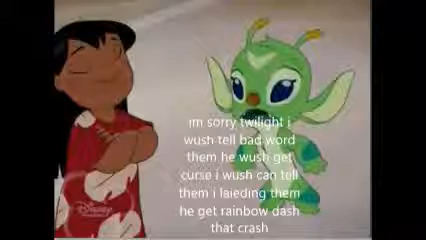 im sorry twilight i
wush tell bad word
them he wush get
curse i wush can tell
them i laieding them
he get rainbow dash
that crash
Disney